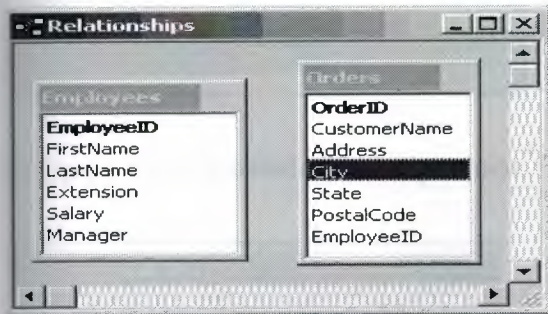 Relationships
Employees
EmployeeID
FirstName
LastName
Extension
Salary
Manager
Orders
OrderID
CustomerName
Address
City
State
PostalCode
EmployeeID